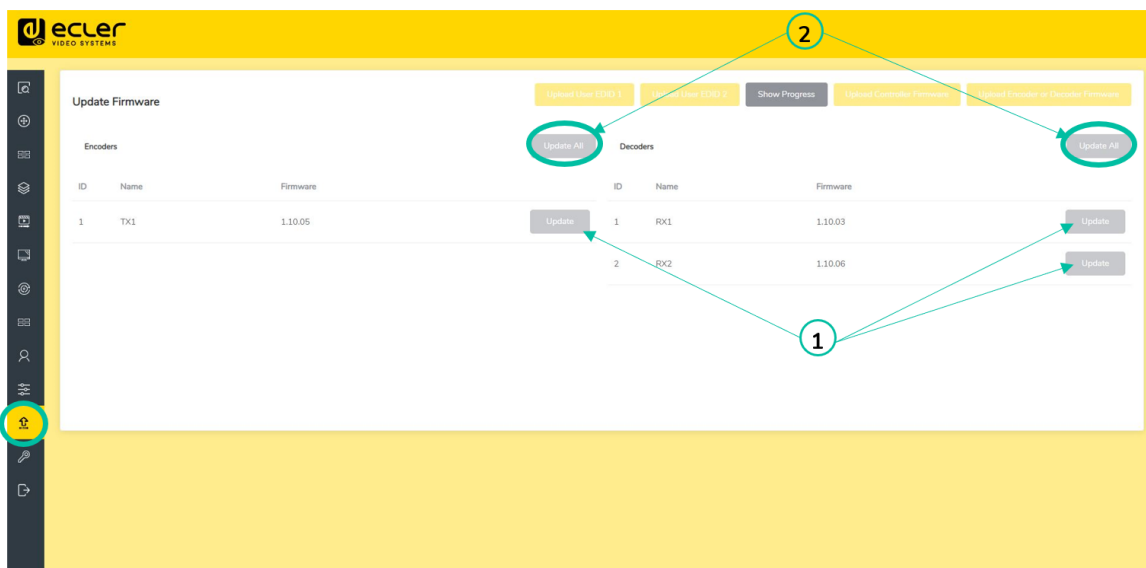 ecler
VIDEO SYSTEMS
2
Update Firmware
Upload User EDID 1
Upload User EDID 2
Show Progress
Upload Controller Firmware
Upload Encoder or Decoder Firmware
Encoders
Update All
Decoders
Update All
ID Name Firmware
ID Name Firmware
1 TX1 1.10.05 Update
1 RX1 1.10.03 Update
2 RX2 1.10.06 Update
1